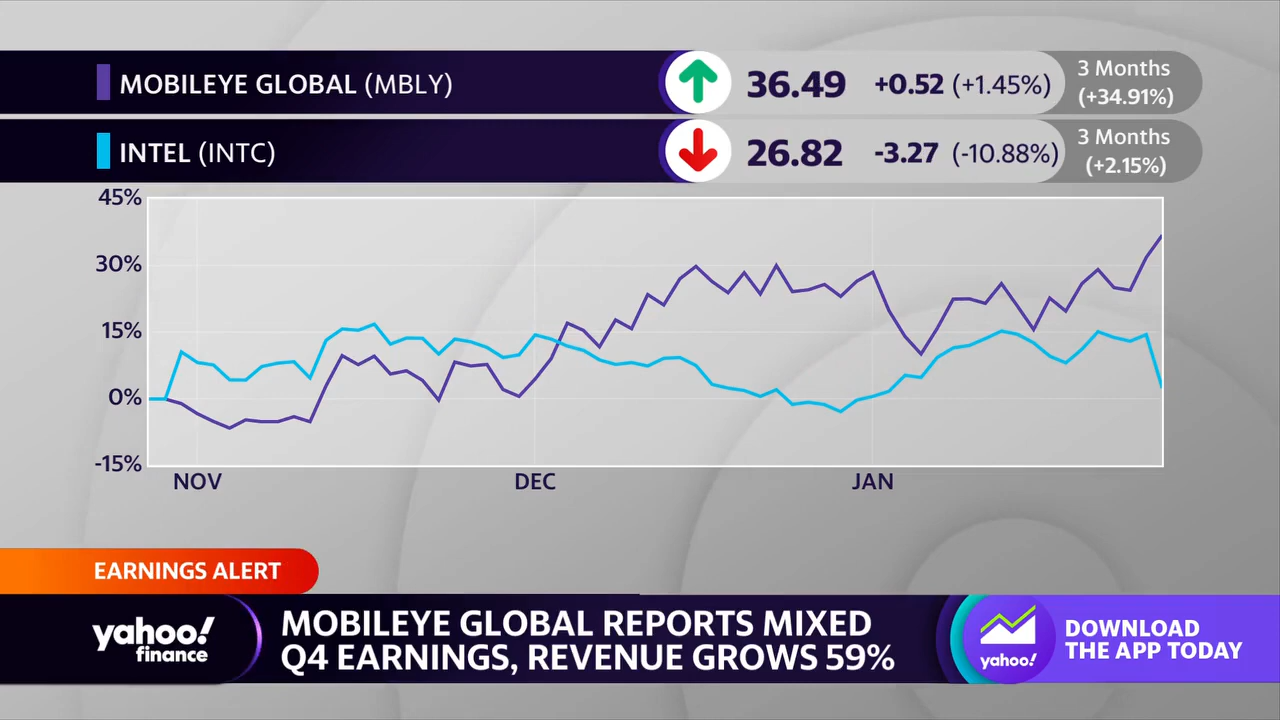 MOBILEYE GLOBAL (MBLY)
36.49 +0.52 (+1.45%)
3 Months
(+34.91%)
INTEL (INTC)
26.82 -3.27 (-10.88%)
3 Months
(+2.15%)
45%
30%
15%
0%
-15%
NOV DEC JAN
EARNINGS ALERT
yahoo!
finance
MOBILEYE GLOBAL REPORTS MIXED
Q4 EARNINGS, REVENUE GROWS 59%
yahoo!
DOWNLOAD
THE APP TODAY